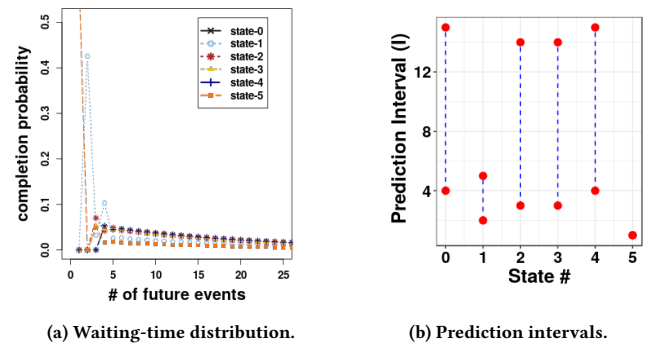 0.5
0.4
0.3
0.2
0.1
0.0
completion probability
state-0
state-1
state-2
state-3
state-4
state-5
0 5 10 15 20 25
# of future events
(a) Waiting-time distribution.
Prediction Interval (I)
12
8
4
0 1 2 3 4 5
State #
(b) Prediction intervals.